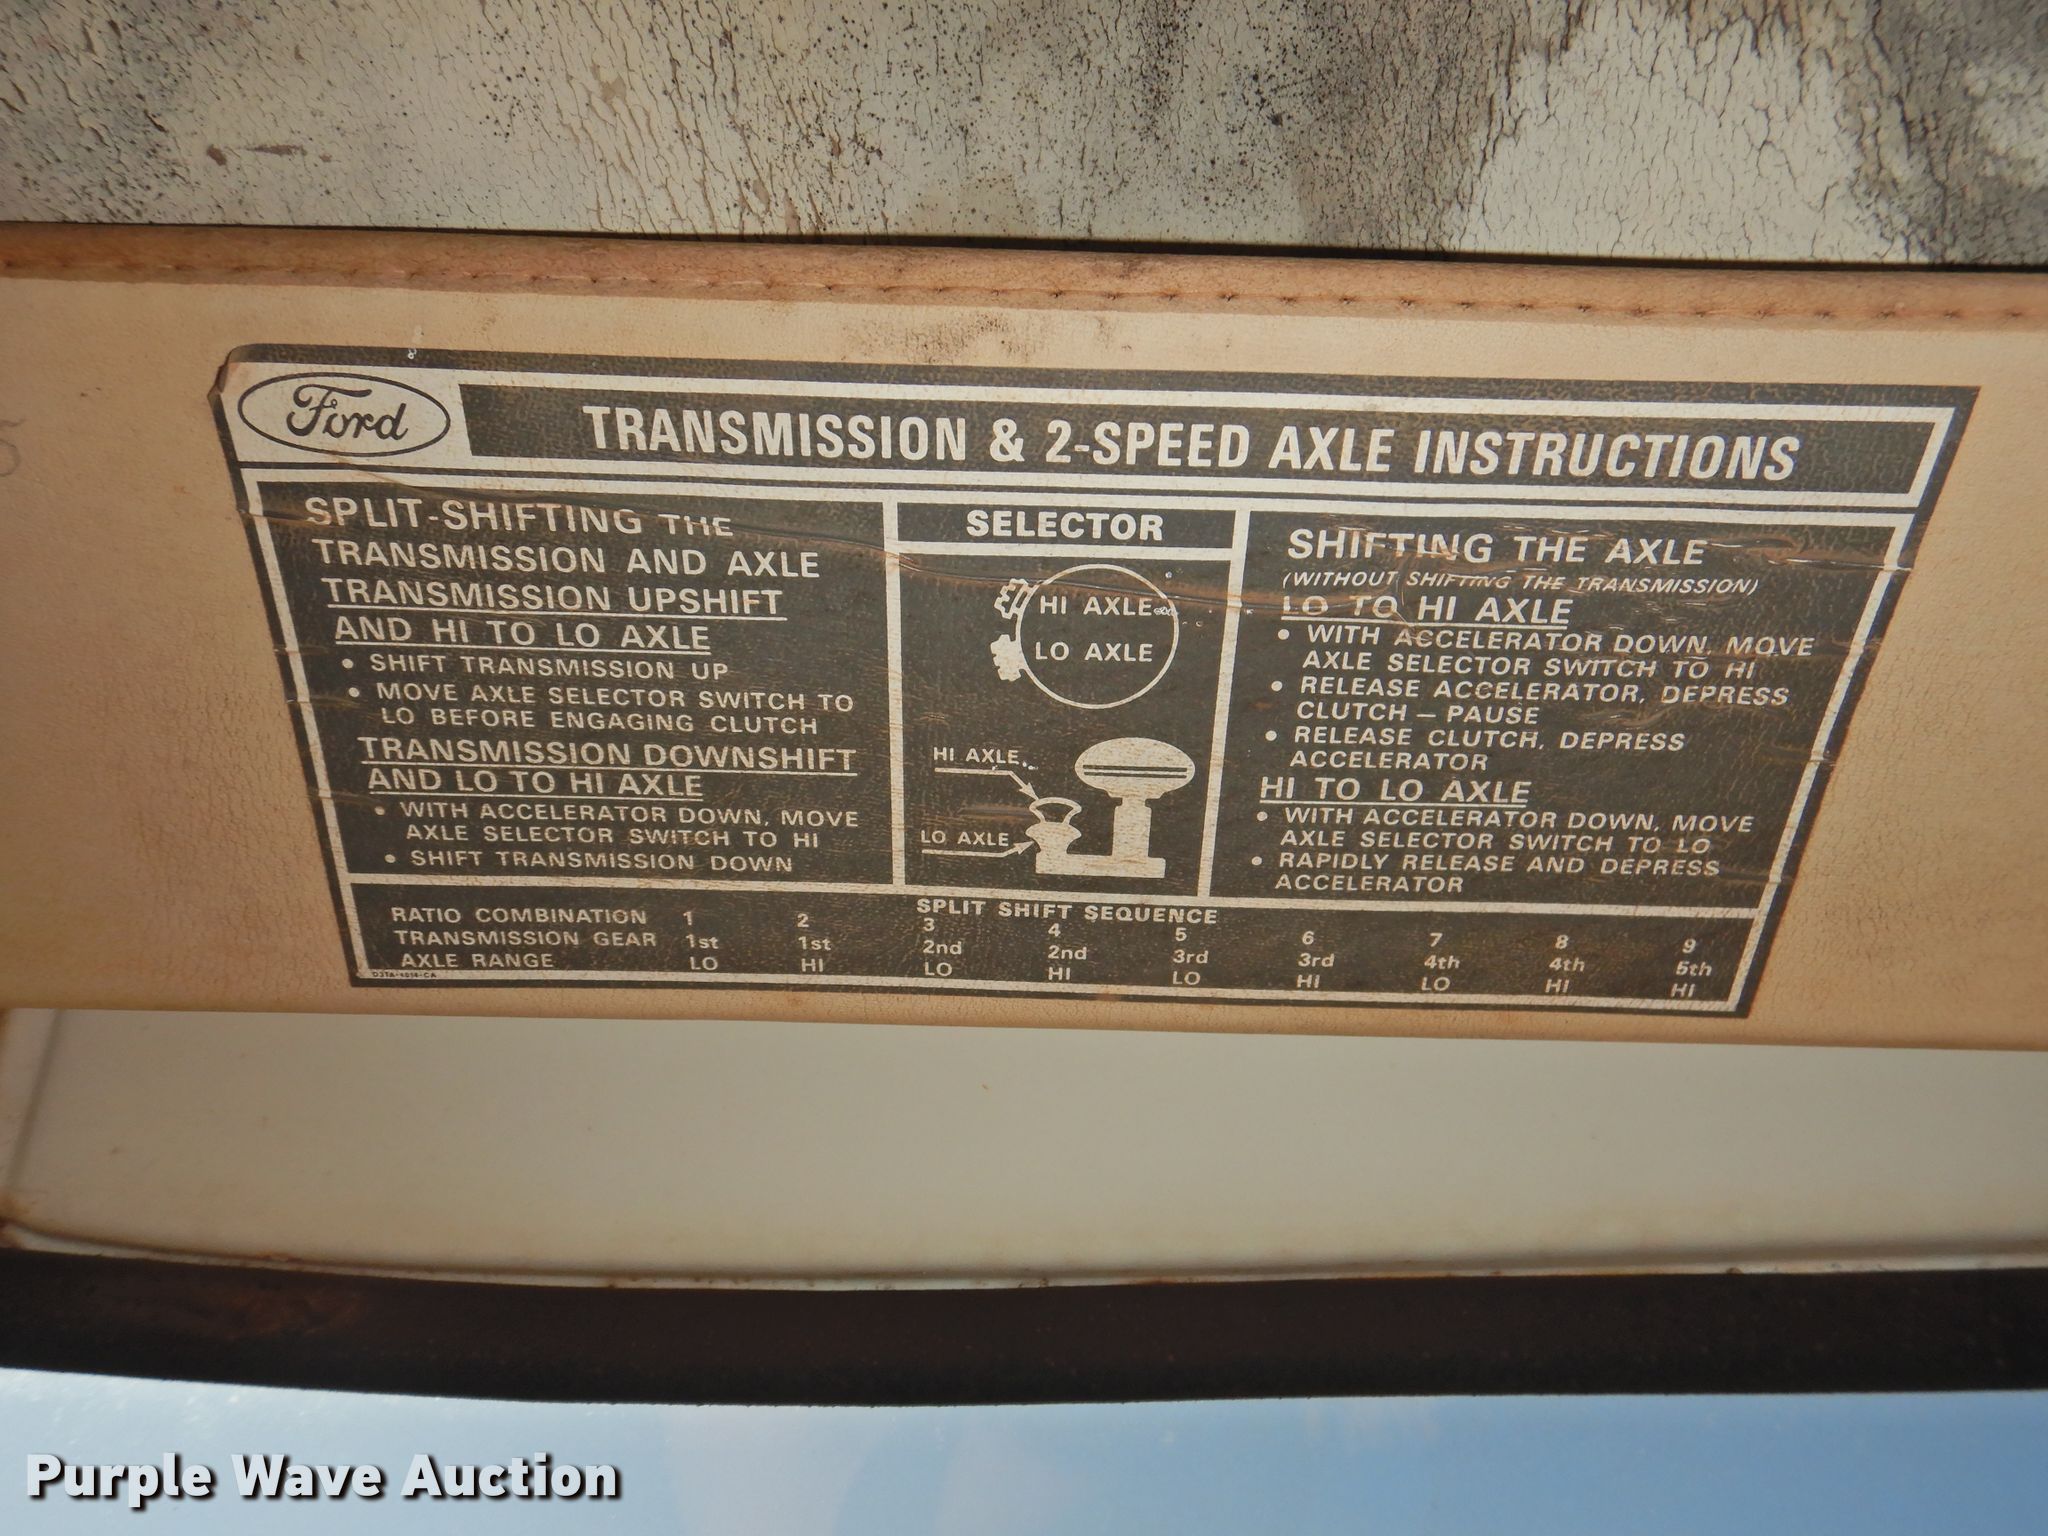 Ford
TRANSMISSION & 2-SPEED AXLE INSTRUCTIONS
SPLIT-SHIFTING THE
TRANSMISSION AND AXLE
TRANSMISSION UPSHIFT
AND HI TO LO AXLE
• SHIFT TRANSMISSION UP
• MOVE AXLE SELECTOR SWITCH TO
LO BEFORE ENGAGING CLUTCH
TRANSMISSION DOWNSHIFT
AND LO TO HI AXLE
• WITH ACCELERATOR DOWN, MOVE
AXLE SELECTOR SWITCH TO HI
• SHIFT TRANSMISSION DOWN
SELECTOR
HI AXLE
LO AXLE
HI AXLE
LO AXLE
SHIFTING THE AXLE
(WITHOUT SHIFTING THE TRANSMISSION)
LO TO HI AXLE
• WITH ACCELERATOR DOWN, MOVE
AXLE SELECTOR SWITCH TO HI
• RELEASE ACCELERATOR, DEPRESS
CLUTCH – PAUSE
• RELEASE CLUTCH, DEPRESS
ACCELERATOR
HI TO LO AXLE
• WITH ACCELERATOR DOWN, MOVE
AXLE SELECTOR SWITCH TO LO
• RAPIDLY RELEASE AND DEPRESS
ACCELERATOR
SPLIT SHIFT SEQUENCE
RATIO COMBINATION 1 2 3 4 5 6 7 8 9
TRANSMISSION GEAR 1st 1st 2nd 2nd 3rd 3rd 4th 4th 5th
AXLE RANGE LO HI LO HI LO HI LO HI HI
D3TA-4014-CA
Purple Wave Auction